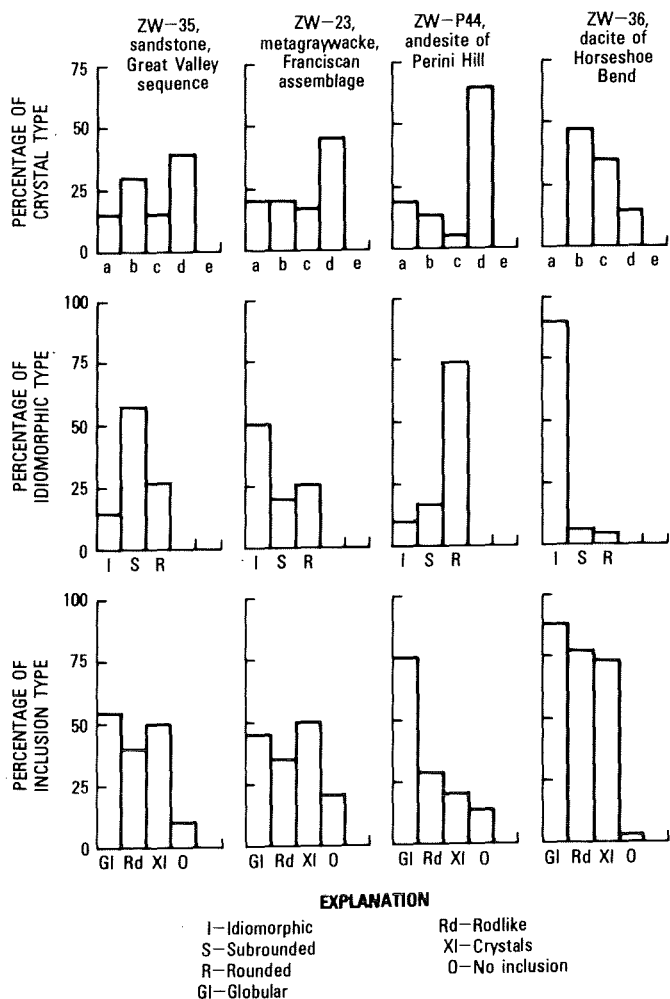 ZW–35,
sandstone,
Great Valley
sequence
ZW–23,
metagraywacke,
Franciscan
assemblage
ZW–P44,
andesite of
Perini Hill
ZW–36,
dacite of
Horseshoe
Bend
PERCENTAGE OF
CRYSTAL TYPE
75
50
25
0
a b c d e
a b c d e
a b c d e
a b c d e
PERCENTAGE OF
IDIOMORPHIC TYPE
100
75
50
25
0
I S R
I S R
I S R
I S R
PERCENTAGE OF
INCLUSION TYPE
100
75
50
25
0
Gl Rd Xl O
Gl Rd Xl O
Gl Rd Xl O
Gl Rd Xl O
EXPLANATION
I–Idiomorphic
S–Subrounded
R–Rounded
Gl–Globular
Rd–Rodlike
Xl–Crystals
O–No inclusion